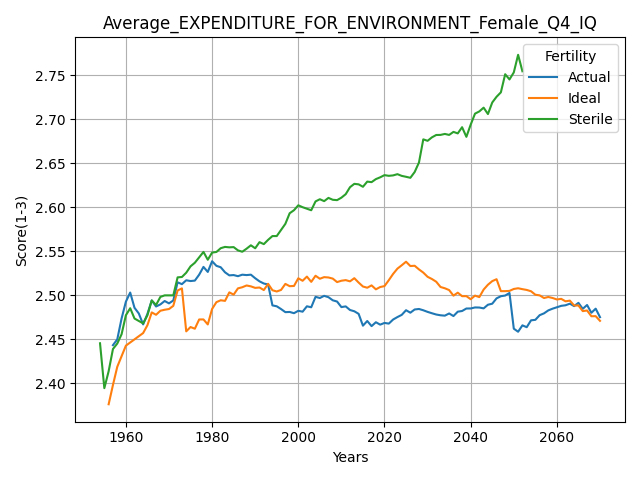 Average_EXPENDITURE_FOR_ENVIRONMENT_Female_Q4_IQ
Fertility
Actual
Ideal
Sterile
Score(1-3)
2.75
2.70
2.65
2.60
2.55
2.50
2.45
2.40
1960 1980 2000 2020 2040 2060
Years